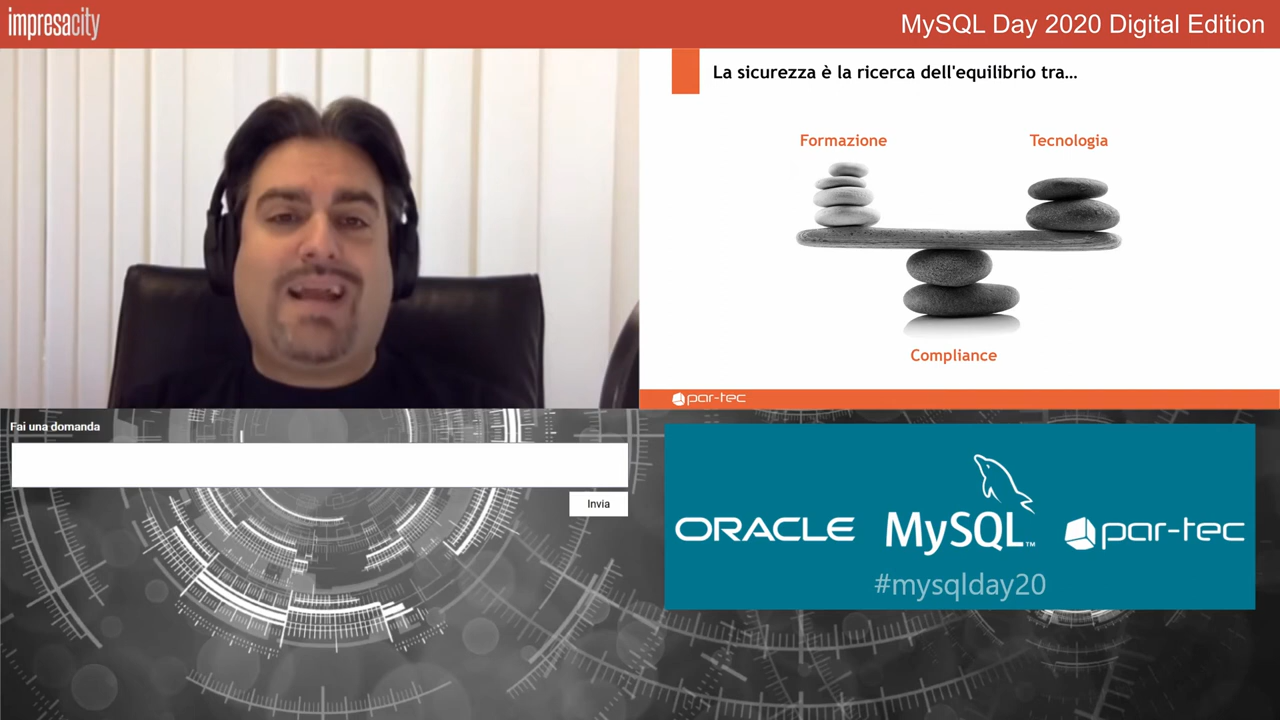 impresacity
MySQL Day 2020 Digital Edition
La sicurezza è la ricerca dell'equilibrio tra...
Formazione
Tecnologia
Compliance
par-tec
Fai una domanda
Invia
ORACLE
MySQL™
par-tec
#mysqlday20